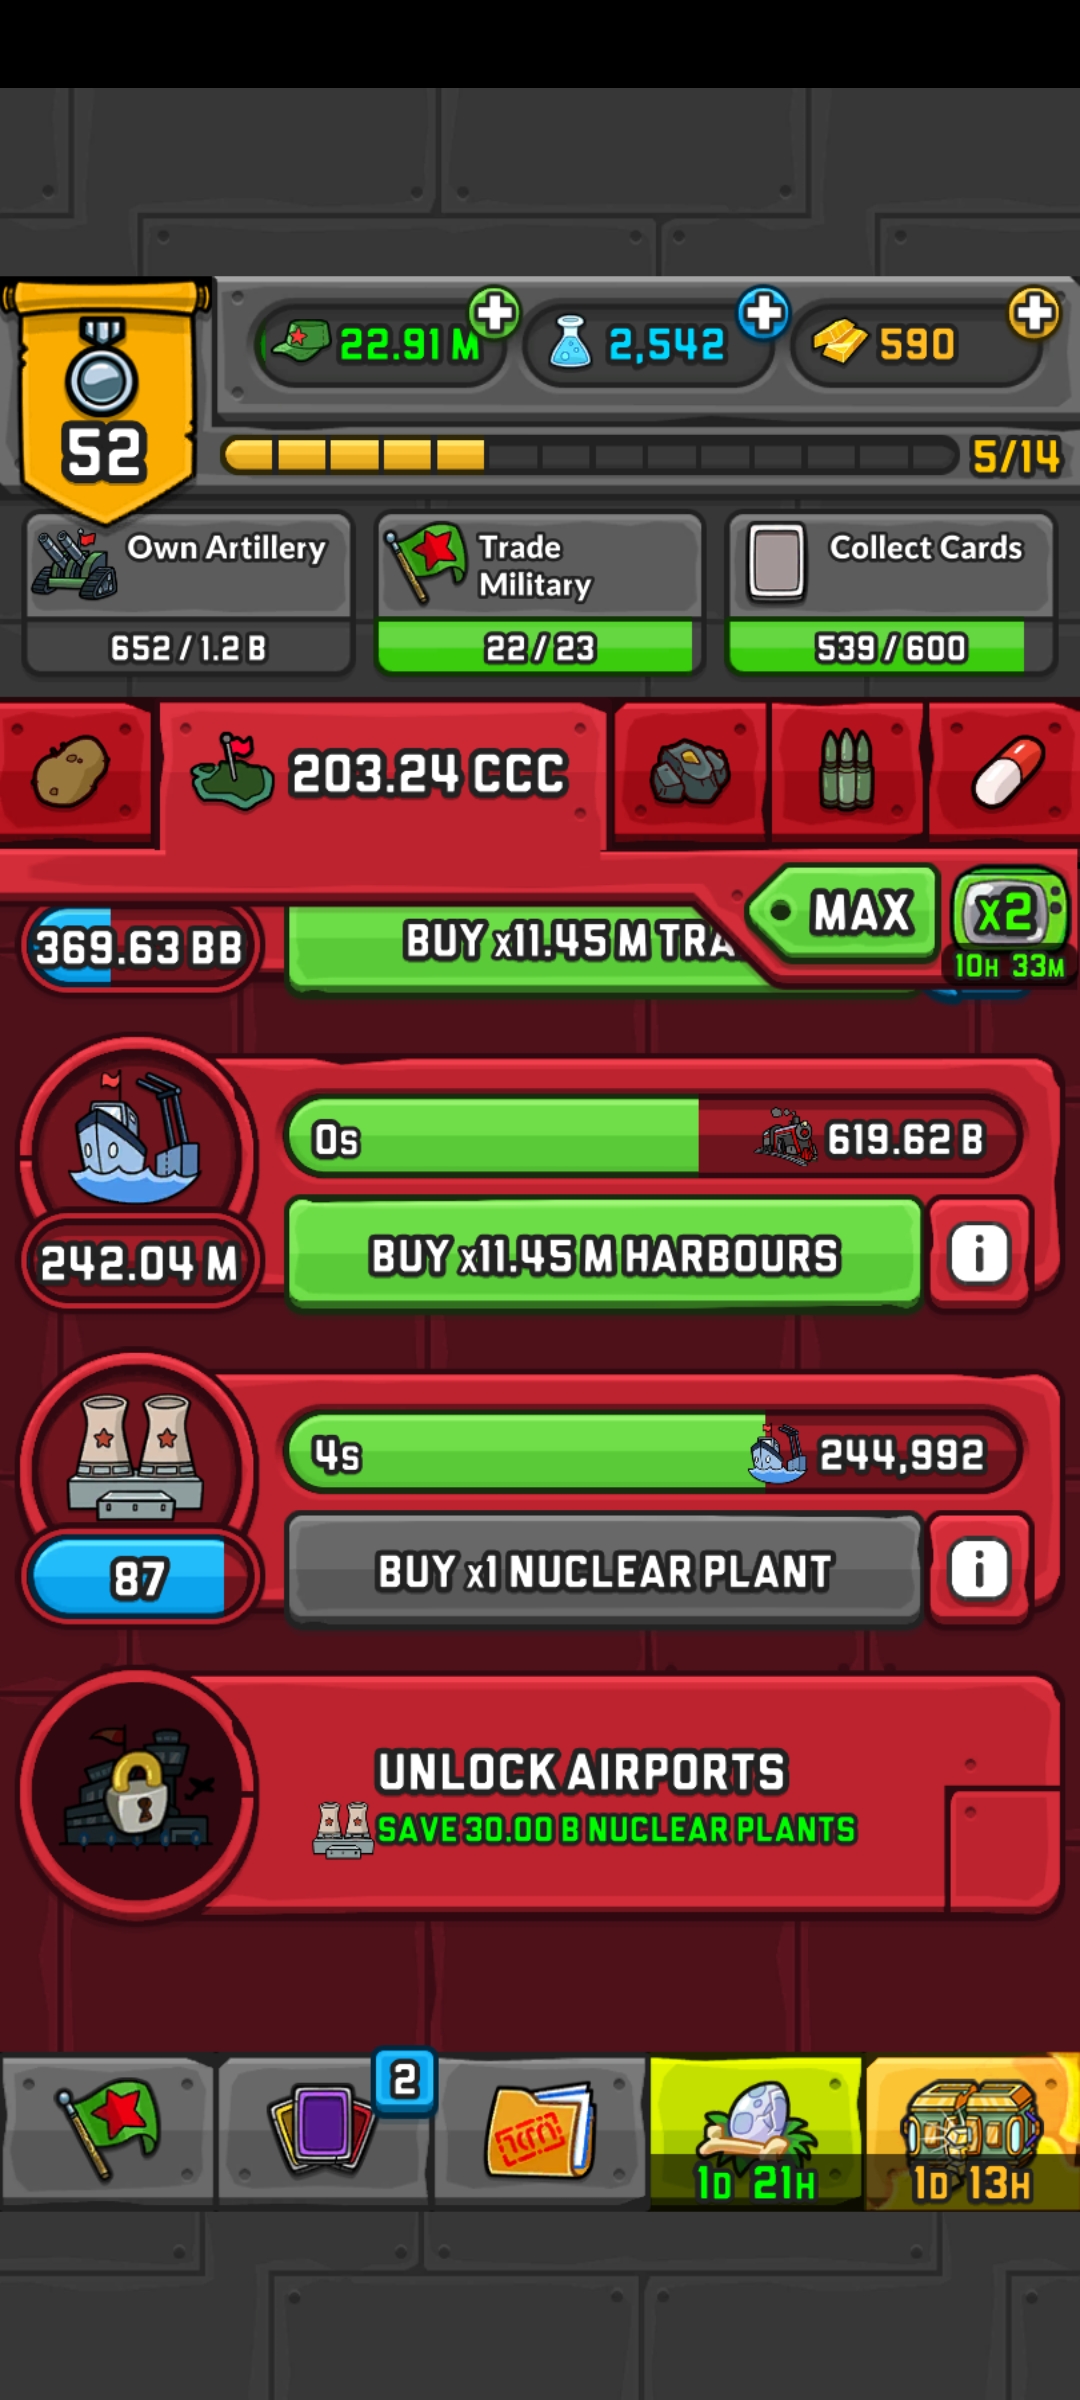 22.91 M
2,542
590
52
5/14
Own Artillery
652 / 1.2 B
Trade
Military
22 / 23
Collect Cards
539 / 600
203.24 CCC
MAX
x2
10H 33M
369.63 BB
BUY x11.45 M
0s
619.62 B
242.04 M
BUY x11.45 M HARBOURS
i
4s
244,992
87
BUY x1 NUCLEAR PLANT
i
UNLOCK AIRPORTS
SAVE 30.00 B NUCLEAR PLANTS
2
1D 21H
1D 13H